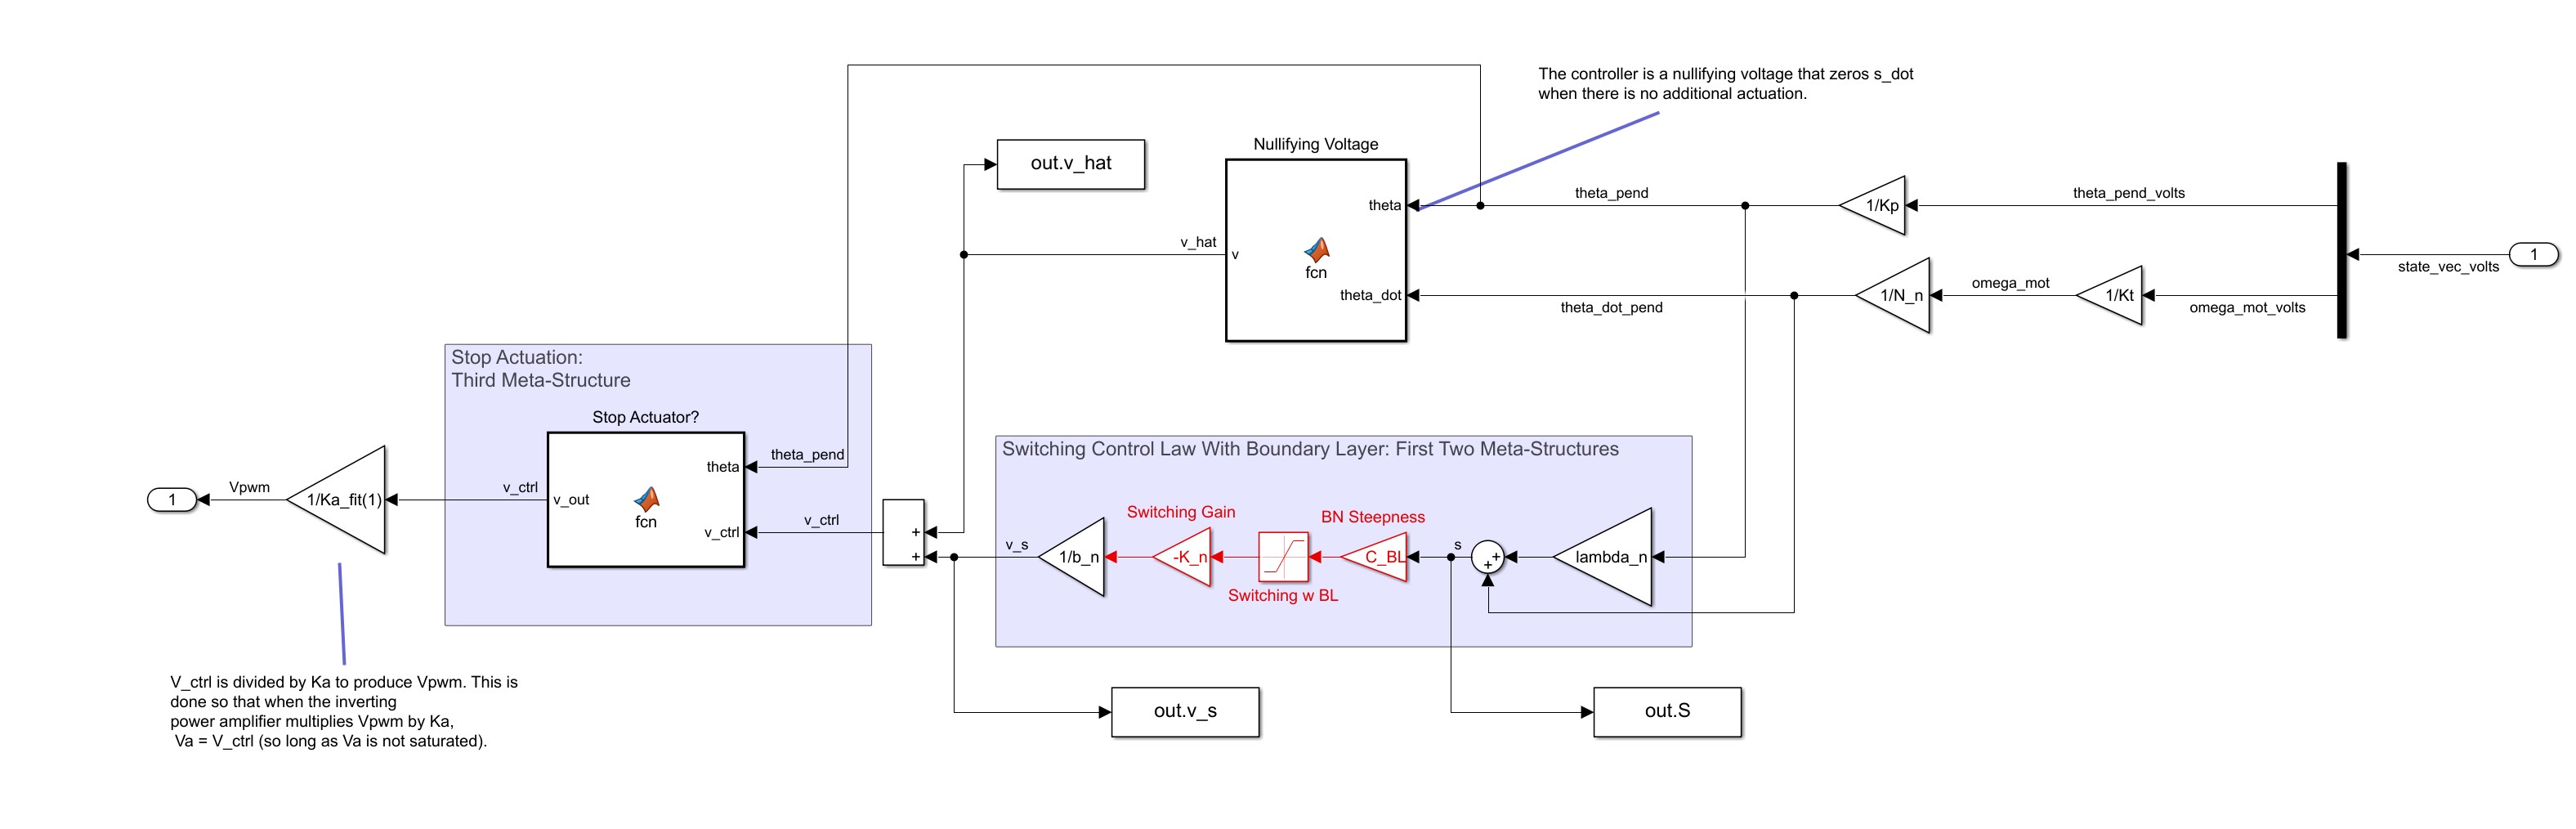 The controller is a nullifying voltage that zeros s_dot
when there is no additional actuation.
Nullifying Voltage
out.v_hat
theta
theta_pend
1/Kp
theta_pend_volts
v_hat
v
fcn
1
state_vec_volts
theta_dot
theta_dot_pend
1/N_n
omega_mot
1/Kt
omega_mot_volts
Stop Actuation:
Third Meta-Structure
Stop Actuator?
theta
theta_pend
1
Vpwm
1/Ka_fit(1)
v_ctrl
v_out
fcn
v_ctrl
v_ctrl
+
+
Switching Control Law With Boundary Layer: First Two Meta-Structures
v_s
1/b_n
Switching Gain
-K_n
Switching w BL
BN Steepness
C_BL
s
+
+
lambda_n
out.v_s
out.S
V_ctrl is divided by Ka to produce Vpwm. This is
done so that when the inverting
power amplifier multiplies Vpwm by Ka,
Va = V_ctrl (so long as Va is not saturated).